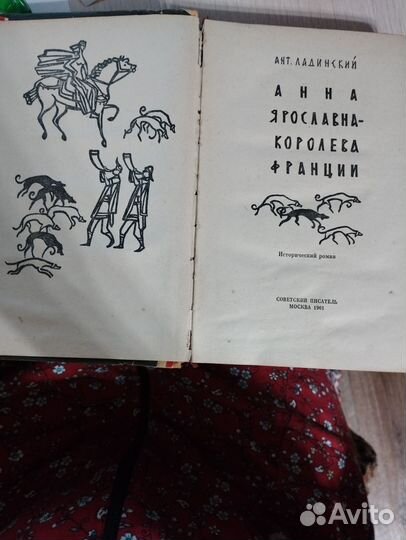 АНТ. ЛАДИНСКИЙ
АННА
ЯРОСЛАВНА-
КОРОЛЕВА
ФРАНЦИИ
Исторический роман
СОВЕТСКИЙ ПИСАТЕЛЬ
МОСКВА 1961
Avito